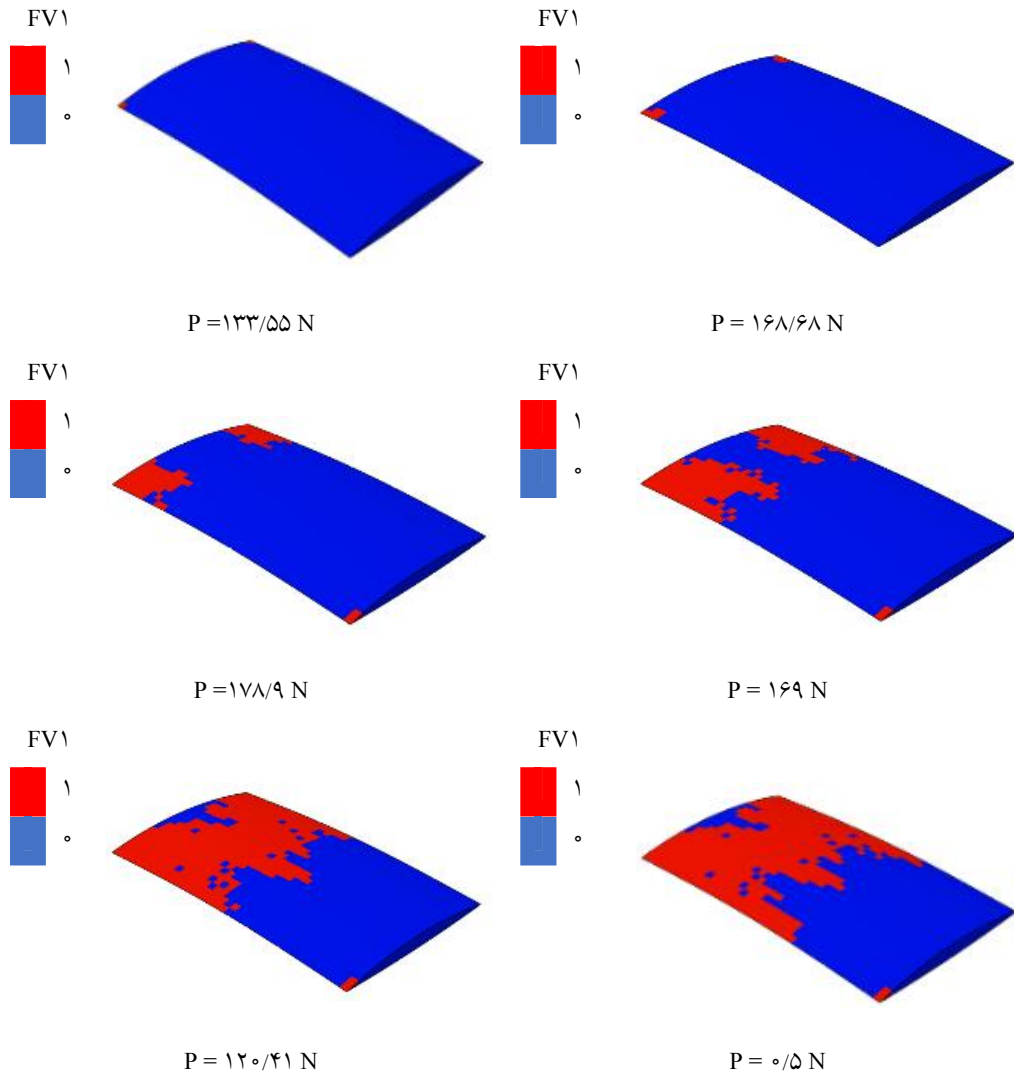 FV۱
۱
۰
P =۱۳۳/۵۵ N
FV۱
۱
۰
P = ۱۶۸/۶۸ N
FV۱
۱
۰
P =۱۷۸/۹ N
FV۱
۱
۰
P = ۱۶۹ N
FV۱
۱
۰
P = ۱۲۰/۴۱ N
FV۱
۱
۰
P = ۰/۵ N